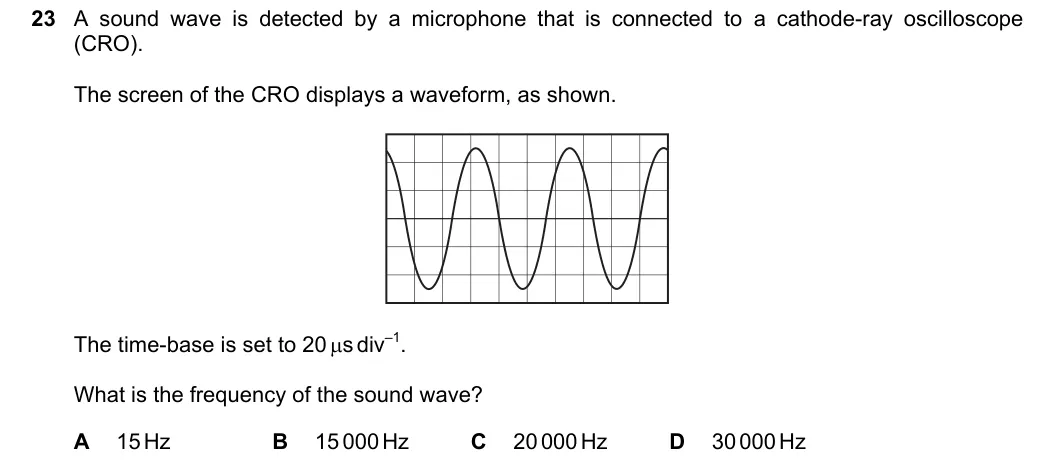 23 A sound wave is detected by a microphone that is connected to a cathode-ray oscilloscope
(CRO).
The screen of the CRO displays a waveform, as shown.
The time-base is set to 20 μs div⁻¹.
What is the frequency of the sound wave?
A 15 Hz B 15 000 Hz C 20 000 Hz D 30 000 Hz